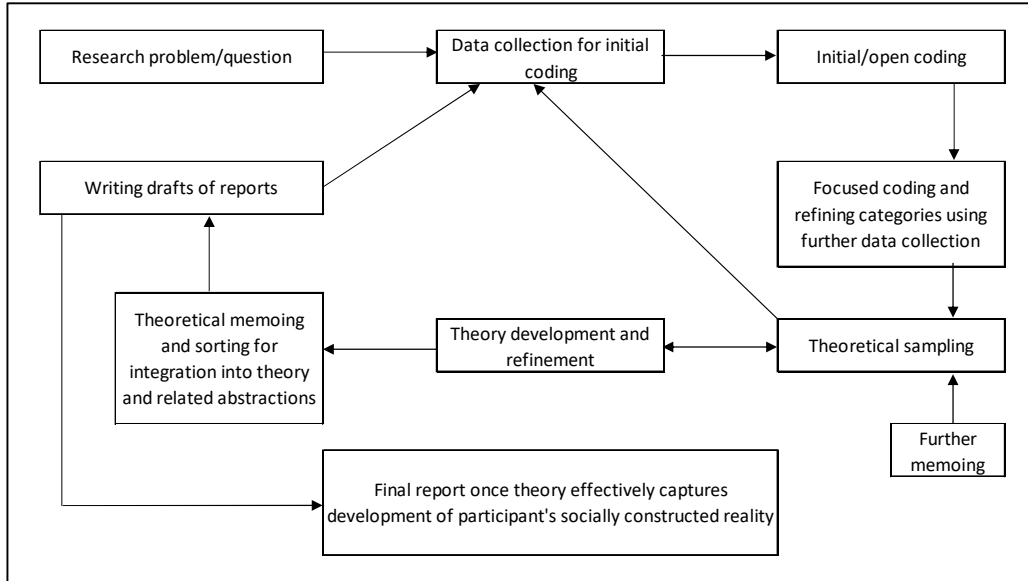 Research problem/question
Data collection for initial
coding
Initial/open coding
Writing drafts of reports
Focused coding and
refining categories using
further data collection
Theoretical memoing
and sorting for
integration into theory
and related abstractions
Theory development and
refinement
Theoretical sampling
Further
memoing
Final report once theory effectively captures
development of participant's socially constructed reality